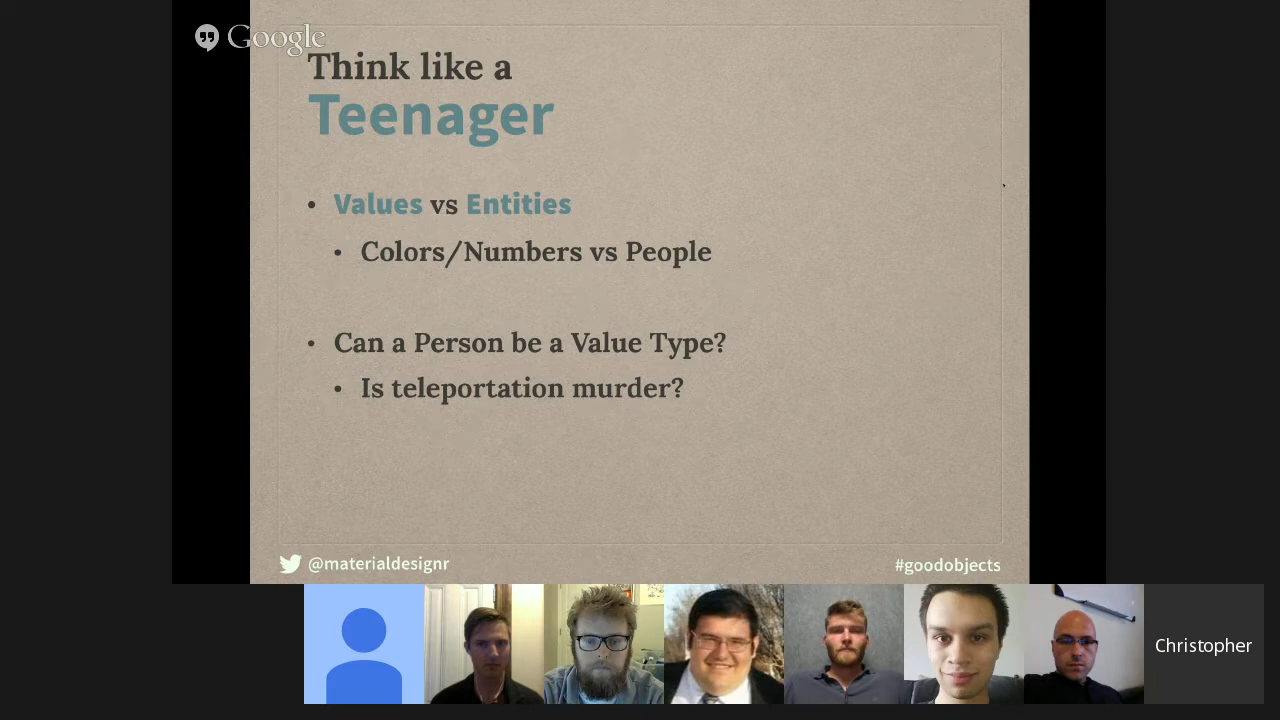 Google
Think like a
Teenager
• Values vs Entities
• Colors/Numbers vs People
• Can a Person be a Value Type?
• Is teleportation murder?
@materialdesignr
#goodobjects
Christopher